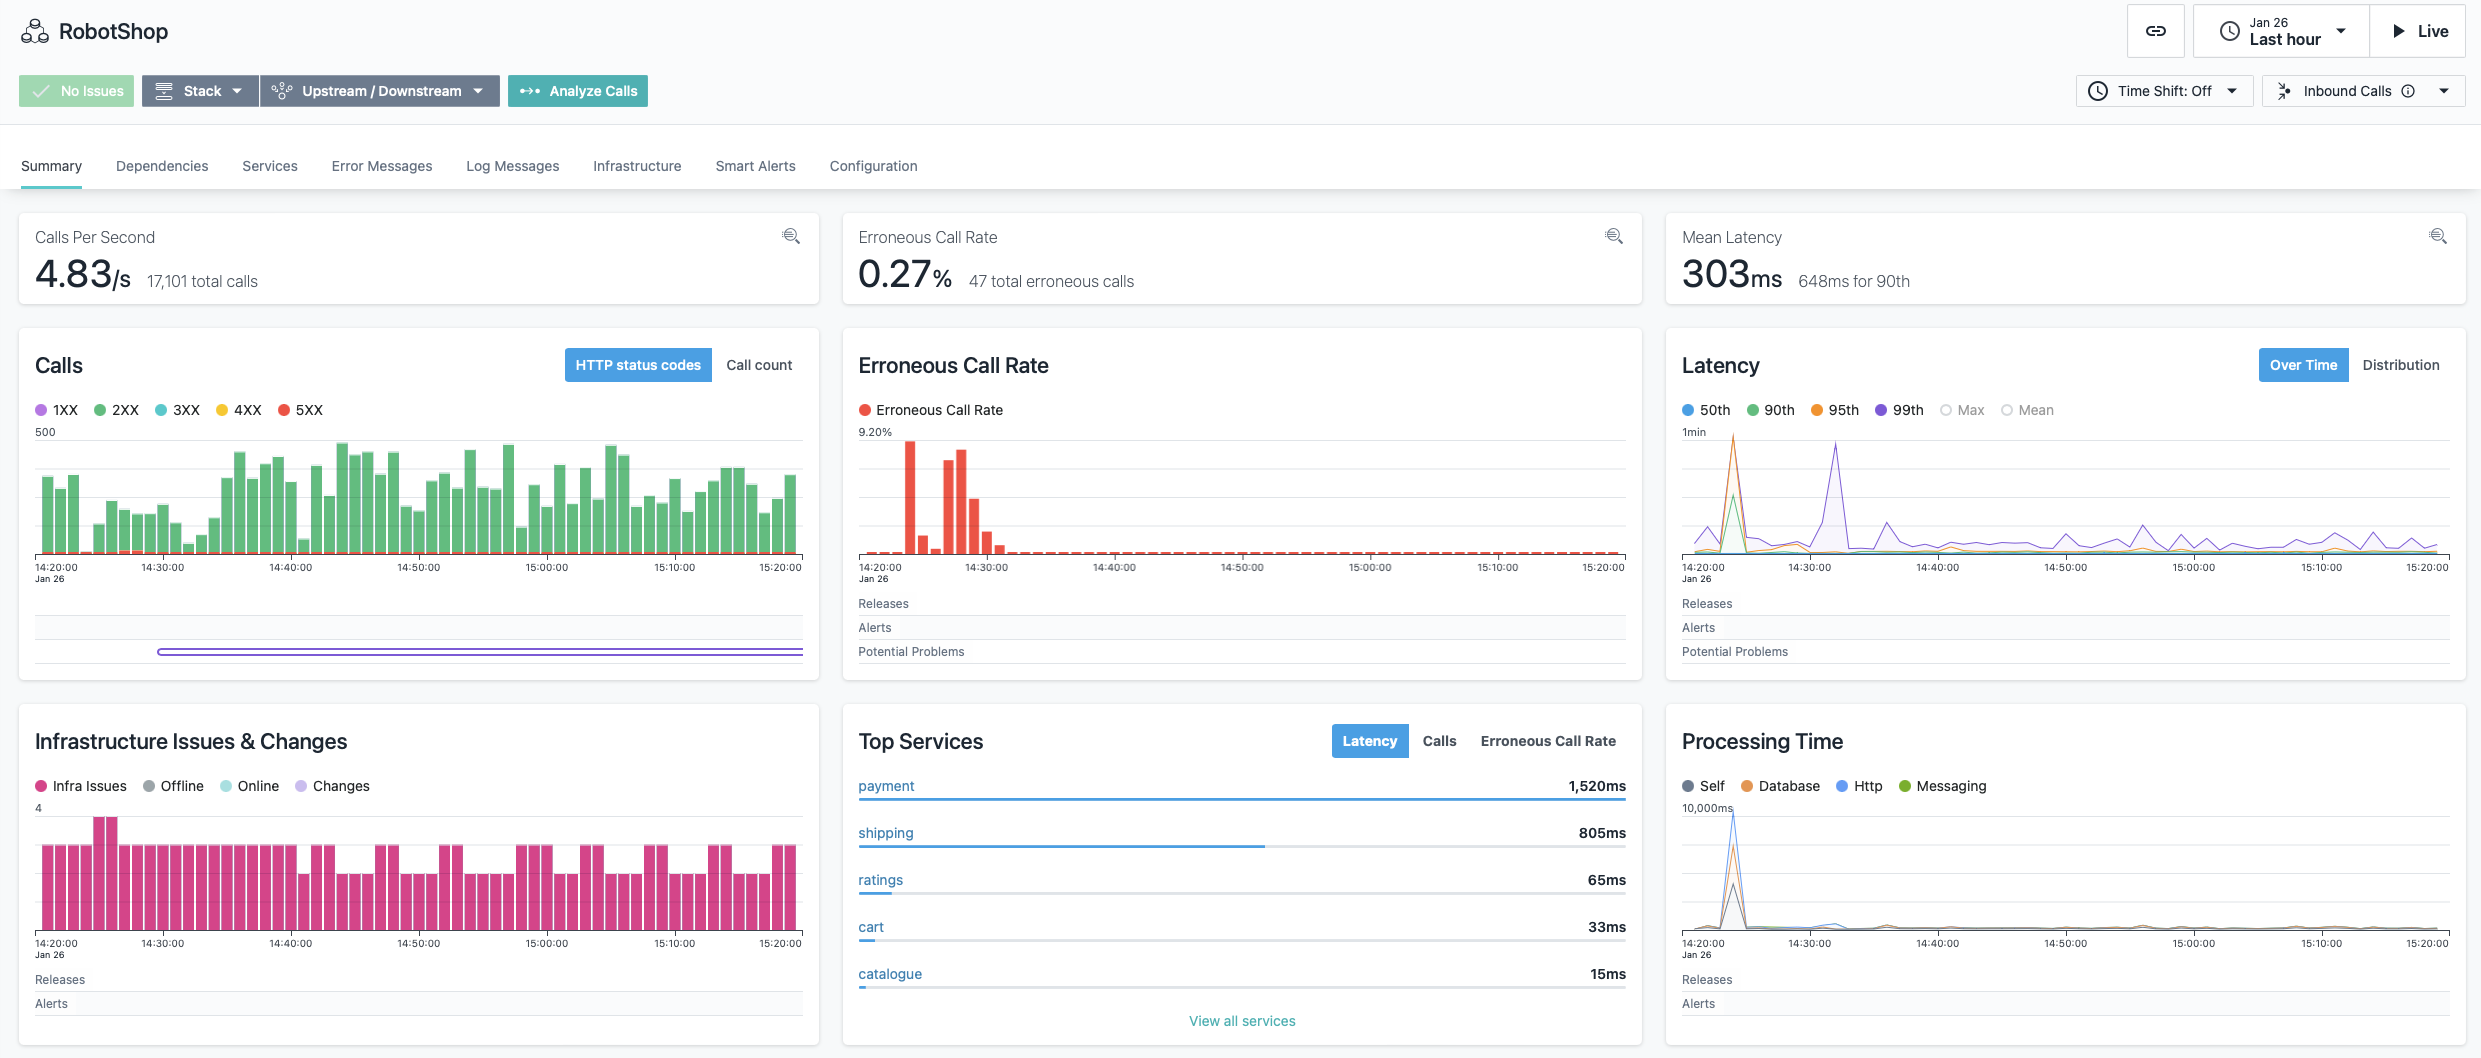 RobotShop
Jan 26
Last hour
Live
No Issues
Stack
Upstream / Downstream
Analyze Calls
Time Shift: Off
Inbound Calls
Summary Dependencies Services Error Messages Log Messages Infrastructure Smart Alerts Configuration
Calls Per Second
4.83/s 17,101 total calls
Erroneous Call Rate
0.27% 47 total erroneous calls
Mean Latency
303ms 648ms for 90th
Calls
HTTP status codes Call count
1XX 2XX 3XX 4XX 5XX
500
14:20:00 14:30:00 14:40:00 14:50:00 15:00:00 15:10:00 15:20:00
Jan 26
Erroneous Call Rate
Erroneous Call Rate
9.20%
14:20:00 14:30:00 14:40:00 14:50:00 15:00:00 15:10:00 15:20:00
Jan 26
Releases
Alerts
Potential Problems
Latency
Over Time Distribution
50th 90th 95th 99th Max Mean
1min
14:20:00 14:30:00 14:40:00 14:50:00 15:00:00 15:10:00 15:20:00
Jan 26
Releases
Alerts
Potential Problems
Infrastructure Issues & Changes
Infra Issues Offline Online Changes
4
14:20:00 14:30:00 14:40:00 14:50:00 15:00:00 15:10:00 15:20:00
Jan 26
Releases
Alerts
Top Services
Latency Calls Erroneous Call Rate
payment 1,520ms
shipping 805ms
ratings 65ms
cart 33ms
catalogue 15ms
View all services
Processing Time
Self Database Http Messaging
10,000ms
14:20:00 14:30:00 14:40:00 14:50:00 15:00:00 15:10:00 15:20:00
Jan 26
Releases
Alerts